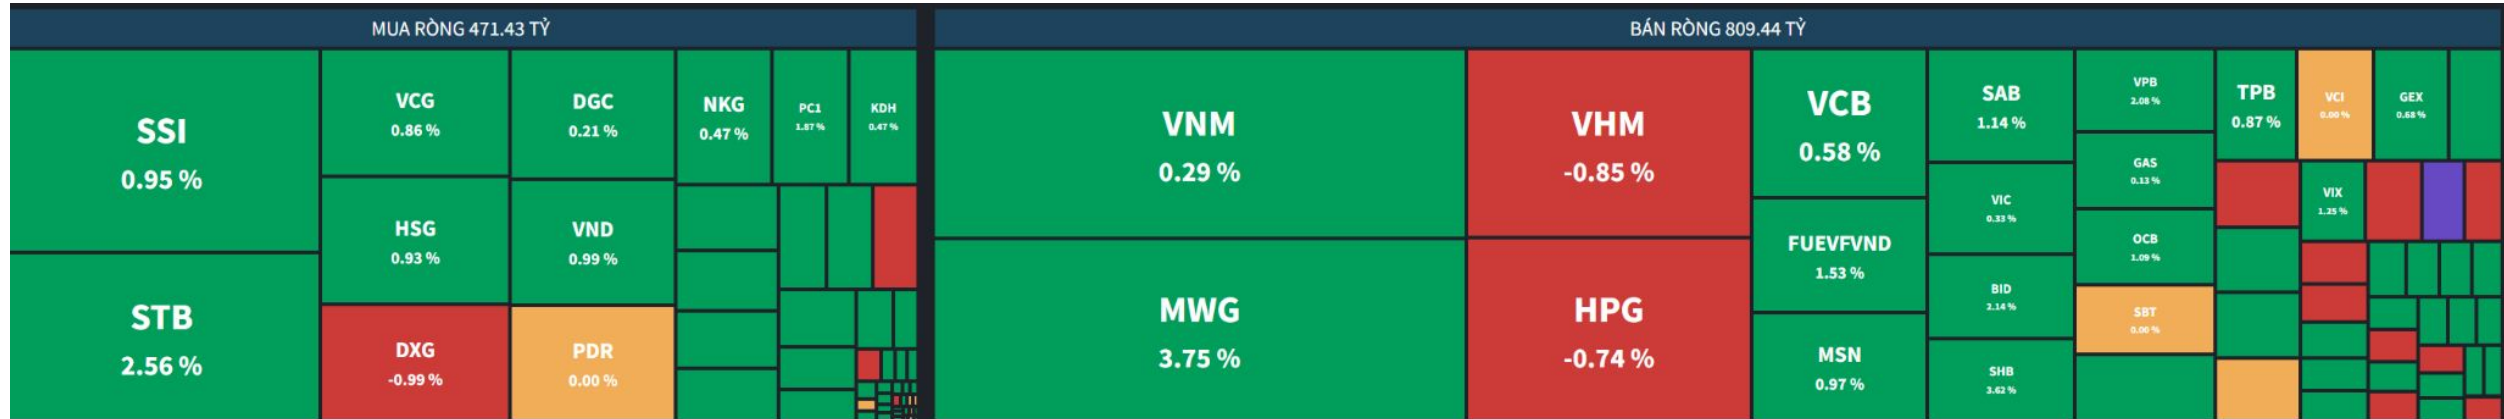 MUA RÒNG 471.43 TỶ
SSI
0.95 %
STB
2.56 %
VCG
0.86 %
HSG
0.93 %
DXG
-0.99 %
DGC
0.21 %
VND
0.99 %
PDR
0.00 %
NKG
0.47 %
PC1
1.87 %
KDH
0.47 %
BÁN RÒNG 809.44 TỶ
VNM
0.29 %
MWG
3.75 %
VHM
-0.85 %
HPG
-0.74 %
VCB
0.58 %
FUEVFVND
1.53 %
MSN
0.97 %
SAB
1.14 %
VIC
0.33 %
BID
2.14 %
SHB
3.62 %
VPB
2.08 %
GAS
0.13 %
OCB
1.09 %
SBT
0.00 %
TPB
0.87 %
VCI
0.00 %
GEX
0.68 %
VIX
1.25 %